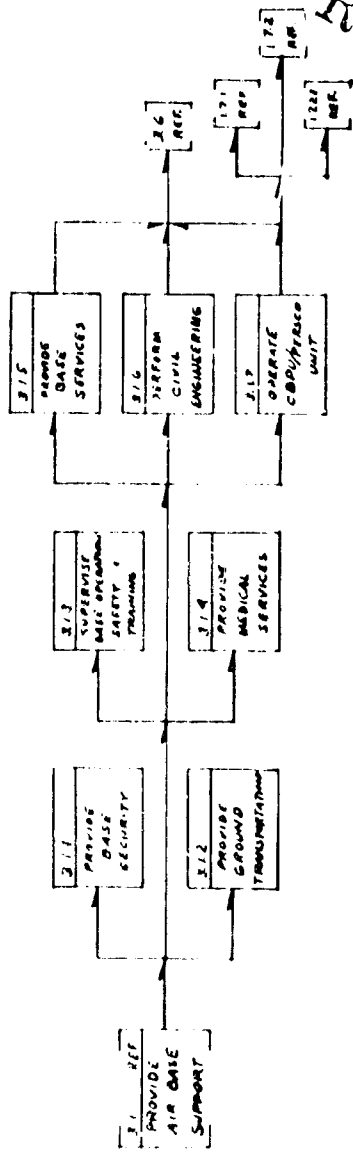 3.1 REF
PROVIDE
AIR BASE
SUPPORT
3.1.1
PROVIDE
BASE
SECURITY
3.1.2
PROVIDE
GROUND
TRANSPORTATION
3.1.3
SUPERVISE
BASE OPERATION
SAFETY &
TRAINING
3.1.4
PROVIDE
MEDICAL
SERVICES
3.1.5
PROVIDE
BASE
SERVICES
3.1.6
PERFORM
CIVIL
ENGINEERING
3.1.7
OPERATE
CBPO/PERSCO
UNIT
3.6
REF.
1.7.1
REF
1.7.2
REF.
1.2.2.1
REF.